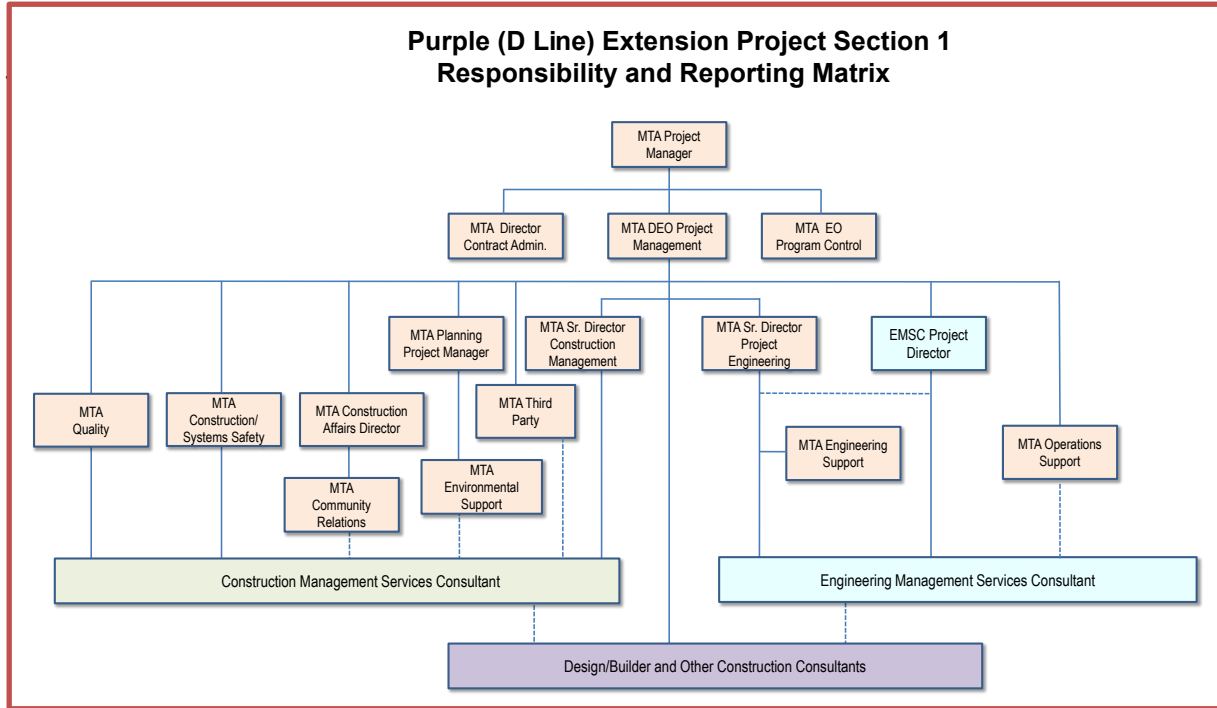 Purple (D Line) Extension Project Section 1
Responsibility and Reporting Matrix
MTA Project
Manager
MTA Director
Contract Admin.
MTA DEO Project
Management
MTA EO
Program Control
MTA Planning
Project Manager
MTA Sr. Director
Construction
Management
MTA Sr. Director
Project
Engineering
EMSC Project
Director
MTA
Quality
MTA
Construction/
Systems Safety
MTA Construction
Affairs Director
MTA Third
Party
MTA Engineering
Support
MTA Operations
Support
MTA
Community
Relations
MTA
Environmental
Support
Construction Management Services Consultant
Engineering Management Services Consultant
Design/Builder and Other Construction Consultants